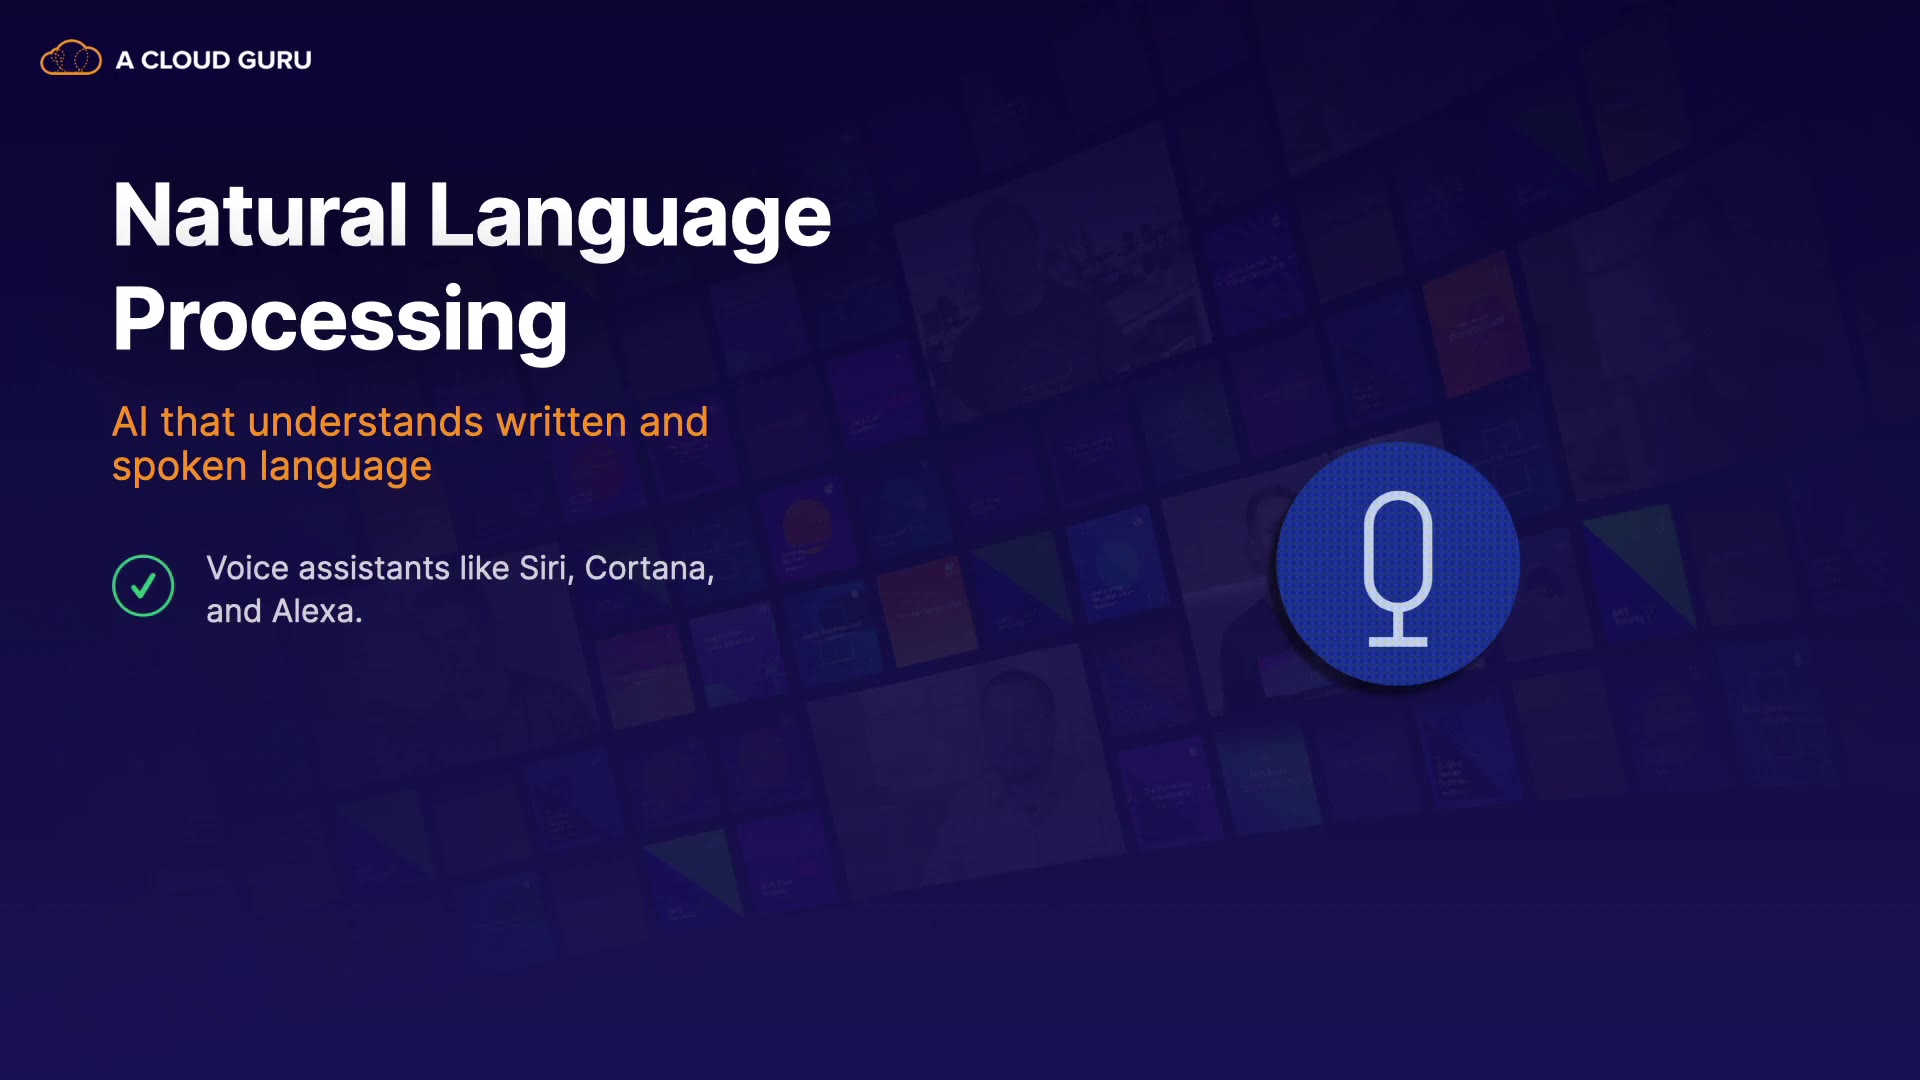 A CLOUD GURU
Natural Language
Processing
AI that understands written and
spoken language
Voice assistants like Siri, Cortana,
and Alexa.